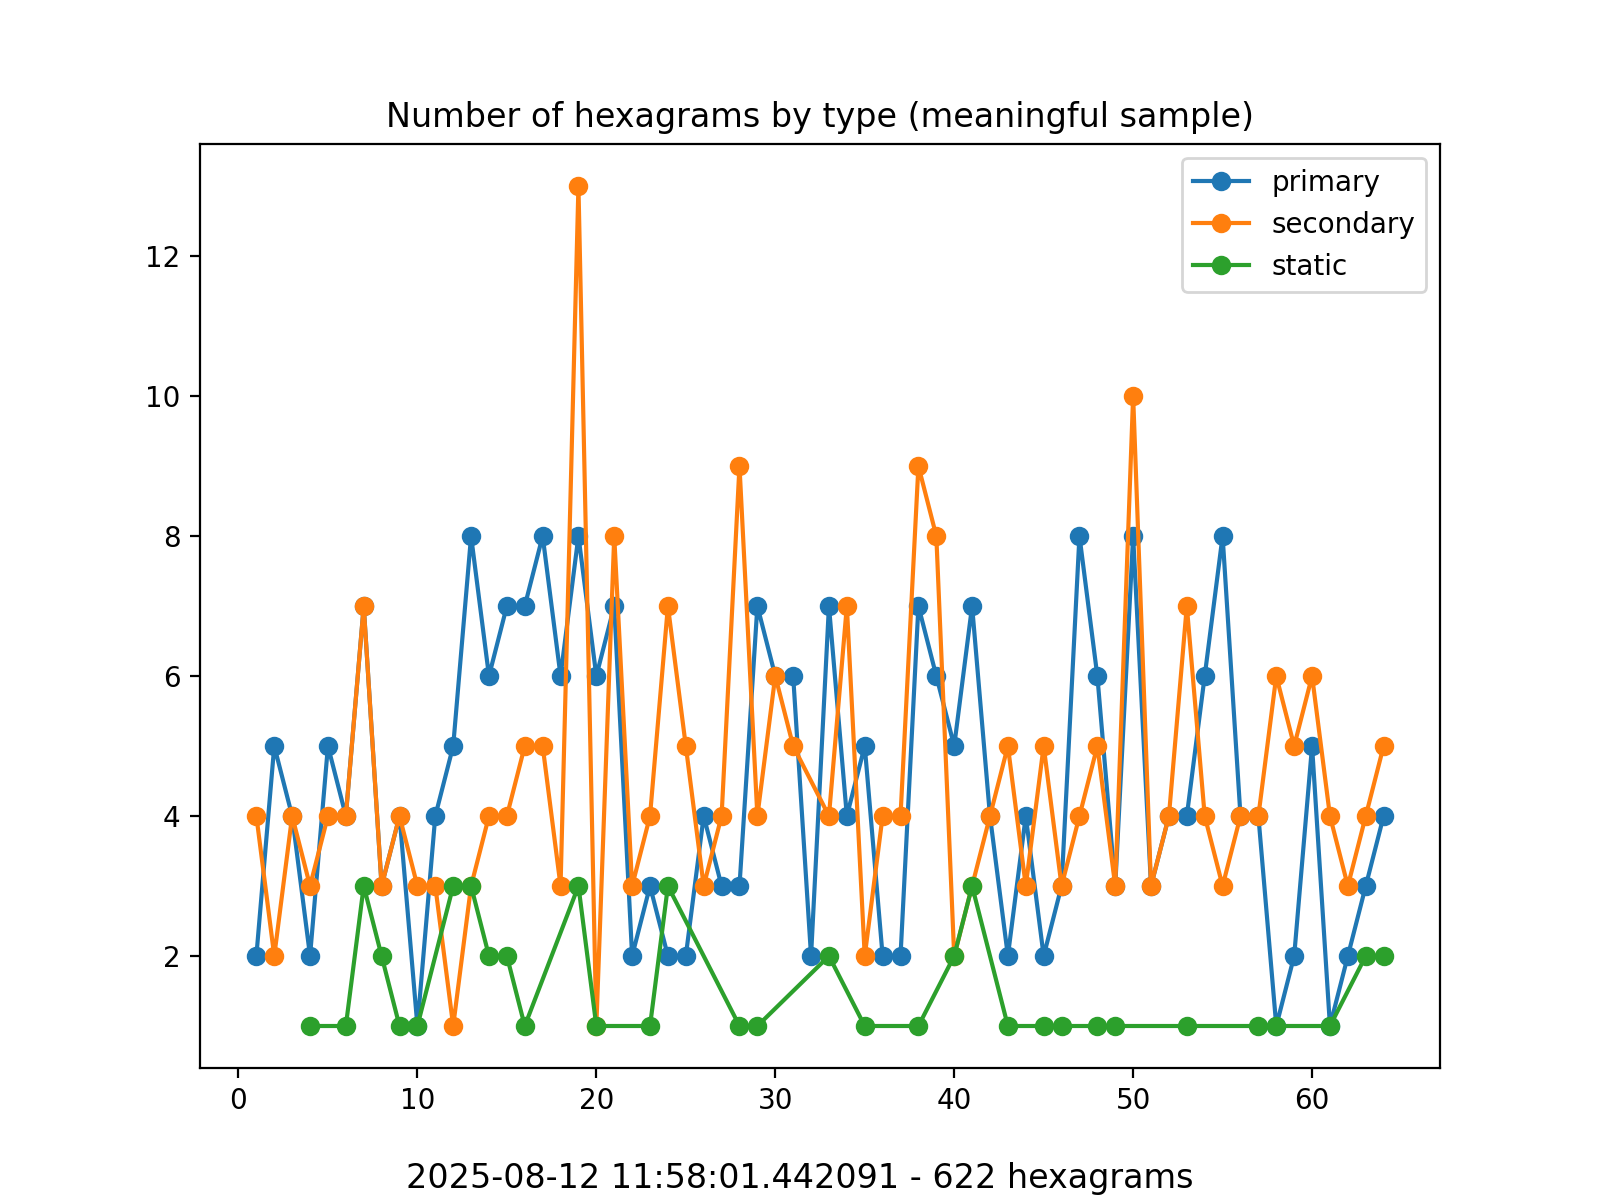 Number of hexagrams by type (meaningful sample)
primary
secondary
static
12
10
8
6
4
2
0 10 20 30 40 50 60
2025-08-12 11:58:01.442091 - 622 hexagrams